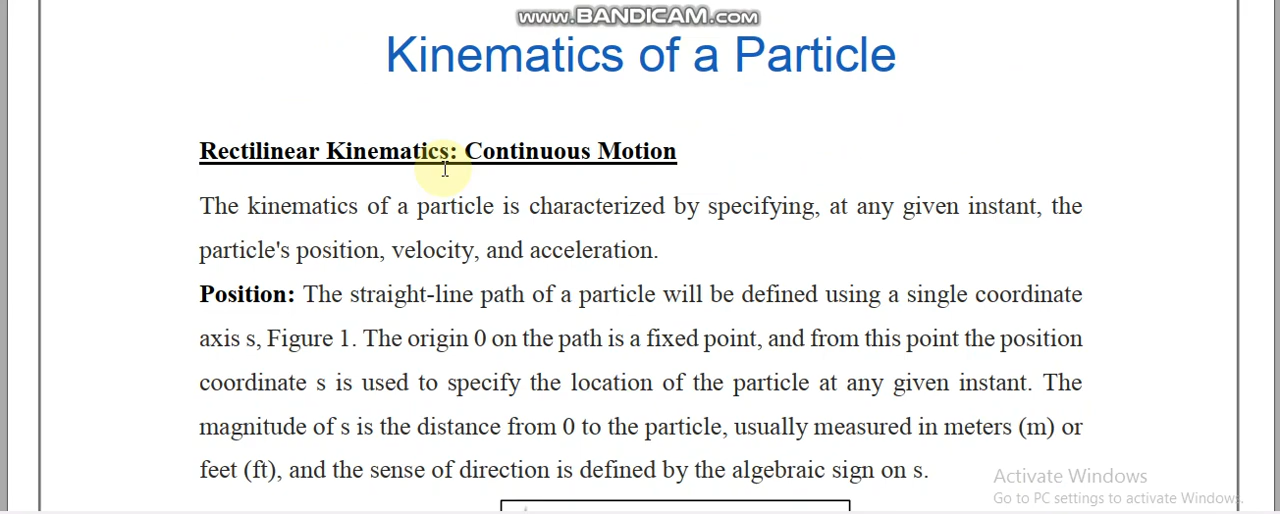 www.BANDICAM.com
Kinematics of a Particle
Rectilinear Kinematics: Continuous Motion
The kinematics of a particle is characterized by specifying, at any given instant, the
particle's position, velocity, and acceleration.
Position: The straight-line path of a particle will be defined using a single coordinate
axis s, Figure 1. The origin 0 on the path is a fixed point, and from this point the position
coordinate s is used to specify the location of the particle at any given instant. The
magnitude of s is the distance from 0 to the particle, usually measured in meters (m) or
feet (ft), and the sense of direction is defined by the algebraic sign on s.
Activate Windows
Go to PC settings to activate Windows.